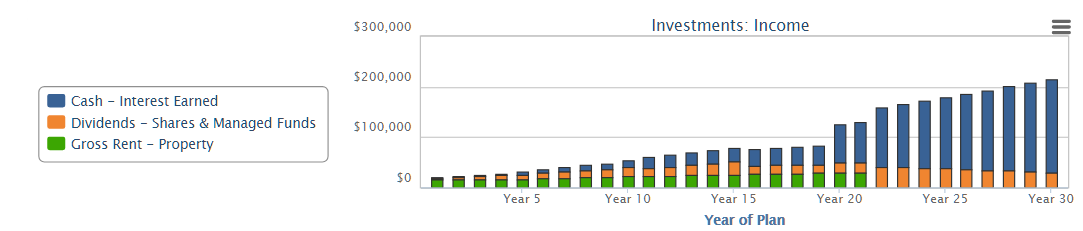 Investments: Income
$300,000
$200,000
$100,000
$0
Cash - Interest Earned
Dividends - Shares & Managed Funds
Gross Rent - Property
Year 5 Year 10 Year 15 Year 20 Year 25 Year 30
Year of Plan